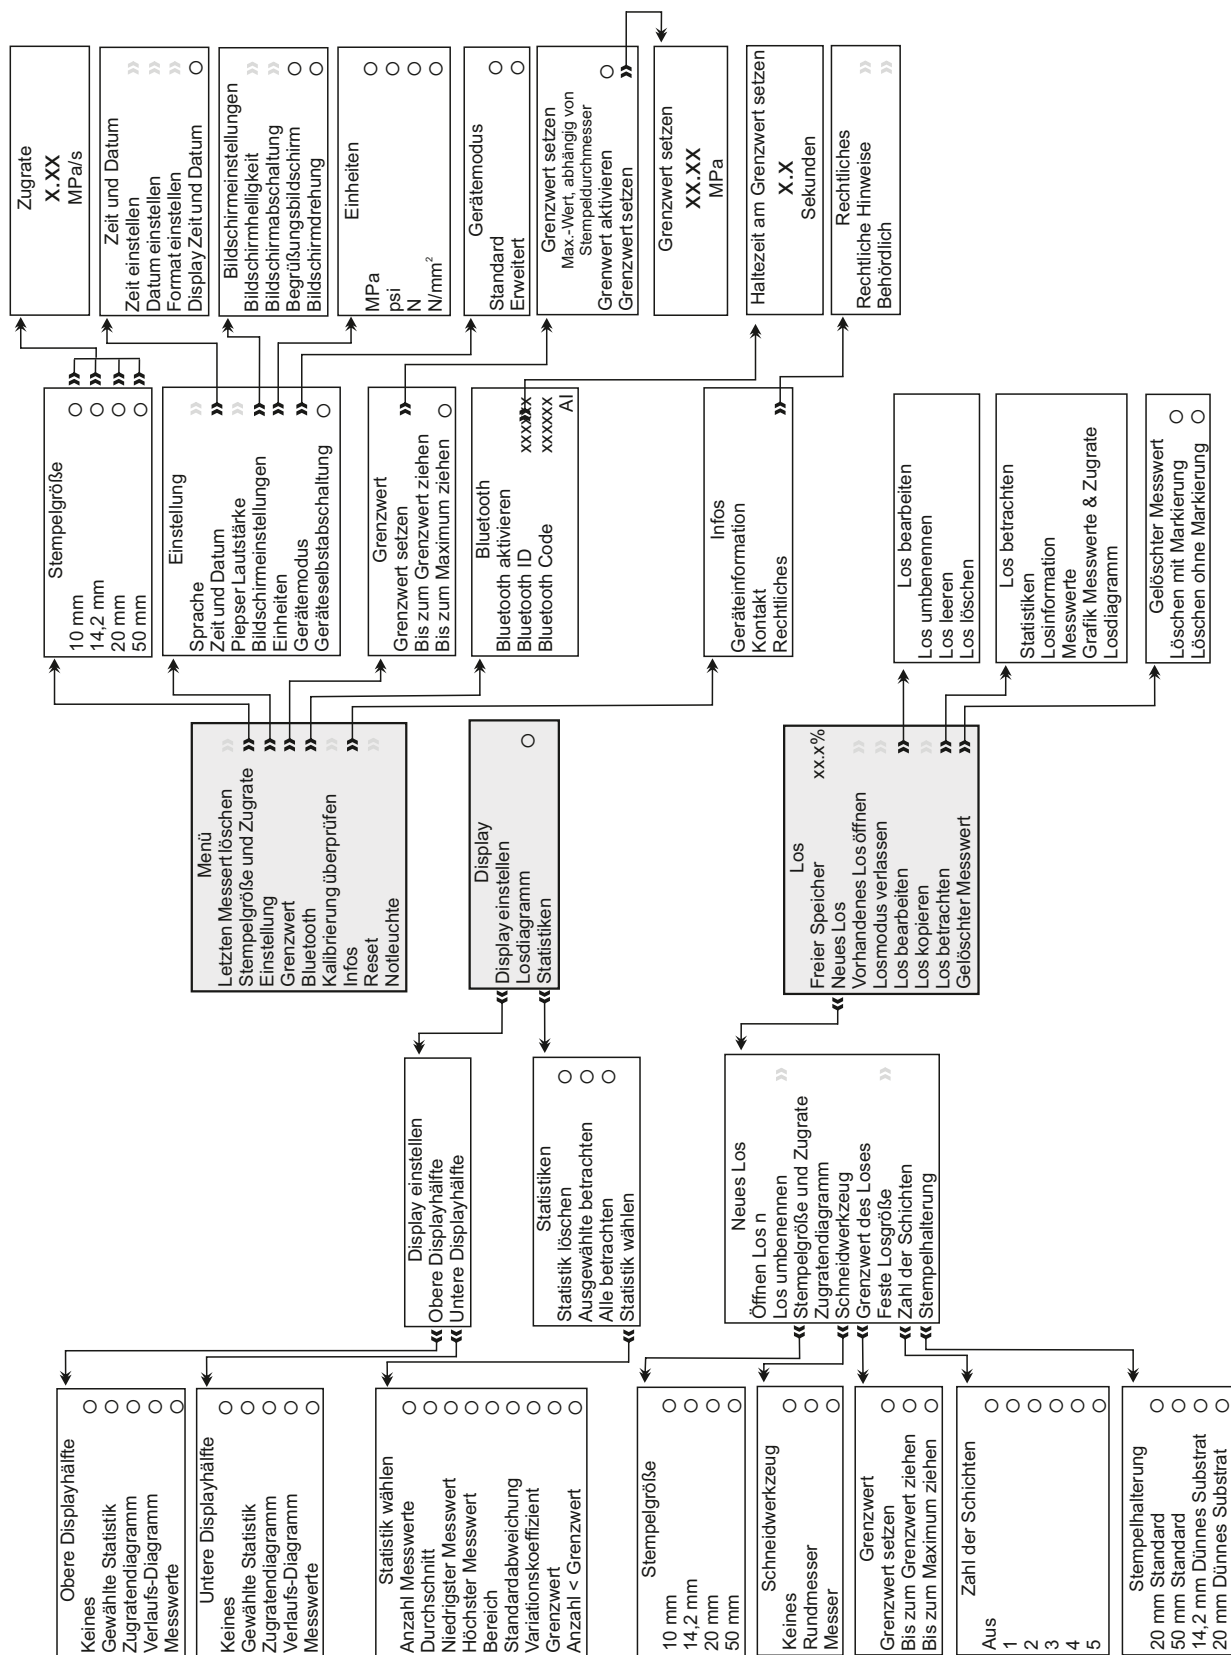 Obere Displayhälfte
Keines
Gewählte Statistik
Zugratendiagramm
Verlaufs-Diagramm
Messwerte
Untere Displayhälfte
Keines
Gewählte Statistik
Zugratendiagramm
Verlaufs-Diagramm
Messwerte
Statistik wählen
Anzahl Messwerte
Durchschnitt
Niedrigster Messwert
Höchster Messwert
Bereich
Standardabweichung
Variationskoeffizient
Grenzwert
Anzahl < Grenzwert
Stempelgröße
10 mm
14,2 mm
20 mm
50 mm
Schneidwerkzeug
Keines
Rundmesser
Messer
Grenzwert
Grenzwert setzen
Bis zum Grenzwert ziehen
Bis zum Maximum ziehen
Zahl der Schichten
Aus
1
2
3
4
5
Stempelhalterung
20 mm Standard
50 mm Standard
14,2 mm Dünnes Substrat
20 mm Dünnes Substrat
Display einstellen
Obere Displayhälfte
Untere Displayhälfte
Statistiken
Statistik löschen
Ausgewählte betrachten
Alle betrachten
Statistik wählen
Neues Los
Öffnen Los n
Los umbenennen
Stempelgröße und Zugrate
Zugratendiagramm
Schneidwerkzeug
Grenzwert des Loses
Feste Losgröße
Zahl der Schichten
Stempelhalterung
Menü
Letzten Messert löschen
Stempelgröße und Zugrate
Einstellung
Grenzwert
Bluetooth
Kalibrierung überprüfen
Infos
Reset
Notleuchte
Display
Display einstellen
Losdiagramm
Statistiken
Los
Freier Speicher xx.x%
Neues Los
Vorhandenes Los öffnen
Losmodus verlassen
Los bearbeiten
Los kopieren
Los betrachten
Gelöschter Messwert
Stempelgröße
10 mm
14,2 mm
20 mm
50 mm
Einstellung
Sprache
Zeit und Datum
Piepser Lautstärke
Bildschirmeinstellungen
Einheiten
Gerätemodus
Geräteselbstabschaltung
Grenzwert
Grenzwert setzen
Bis zum Grenzwert ziehen
Bis zum Maximum ziehen
Bluetooth
Bluetooth aktivieren
Bluetooth ID xxxxxx
Bluetooth Code xxxxxx
AI
Infos
Geräteinformation
Kontakt
Rechtliches
Los bearbeiten
Los umbenennen
Los leeren
Los löschen
Los betrachten
Statistiken
Losinformation
Messwerte
Grafik Messwerte & Zugrate
Losdiagramm
Gelöschter Messwert
Löschen mit Markierung
Löschen ohne Markierung
Zugrate
X.XX
MPa/s
Zeit und Datum
Zeit einstellen
Datum einstellen
Format einstellen
Display Zeit und Datum
Bildschirmeinstellungen
Bildschirmhelligkeit
Bildschirmabschaltung
Begrüßungsbildschirm
Bildschirmdrehung
Einheiten
MPa
psi
N
N/mm²
Gerätemodus
Standard
Erweitert
Grenzwert setzen
Max.-Wert, abhängig von
Stempeldurchmesser
Grenwert aktivieren
Grenzwert setzen
Grenzwert setzen
XX.XX
MPa
Haltezeit am Grenzwert setzen
X.X
Sekunden
Rechtliches
Rechtliche Hinweise
Behördlich